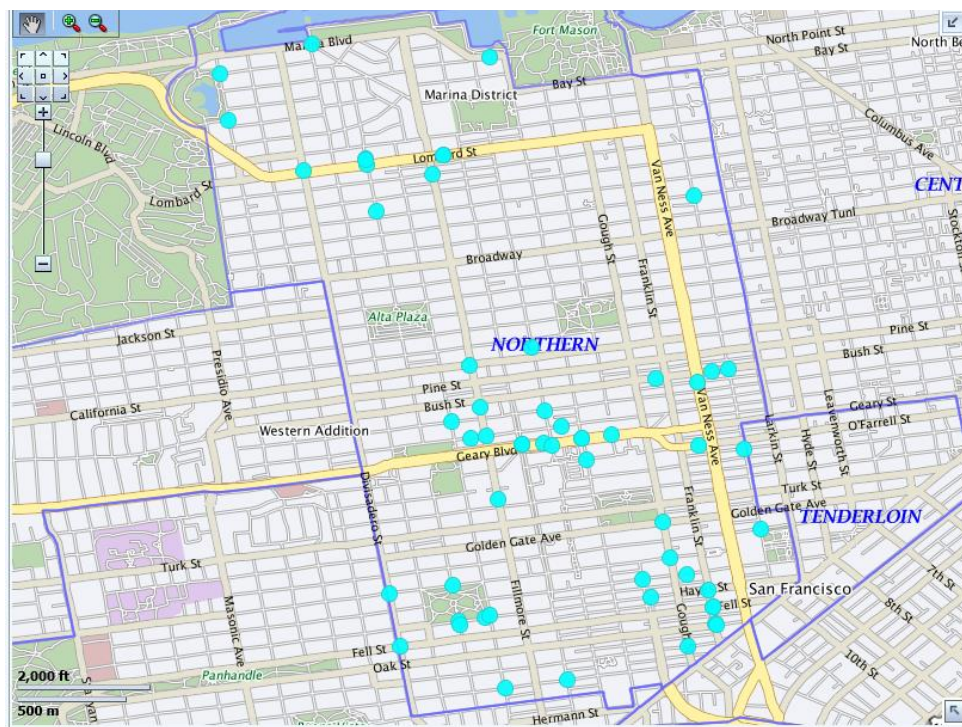 Marina Blvd
Fort Mason
North Point St
Bay St
North Be
Marina District
Bay St
Lincoln Blvd
Columbus Ave
Lombard St
Lombard St
Van Ness Ave
CENT
Broadway Tunl
Stockton
Gough St
Broadway
Franklin St
Alta Plaza
Jackson St
NORTHERN
Pine St
Bush St
Presidio Ave
Pine St
Bush St
California St
Van Ness Ave
Geary St
O'Farrell St
Western Addition
Larkin St
Hyde St
Leavenworth St
Geary Blvd
Divisadero St
Turk St
Franklin St
Golden Gate Ave
TENDERLOIN
Golden Gate Ave
Turk St
Fillmore St
7th St
San Francisco
Masonic Ave
Gough
Fell St
8th St
Fell St
Oak St
10th St
Panhandle
2,000 ft
500 m
Hermann St